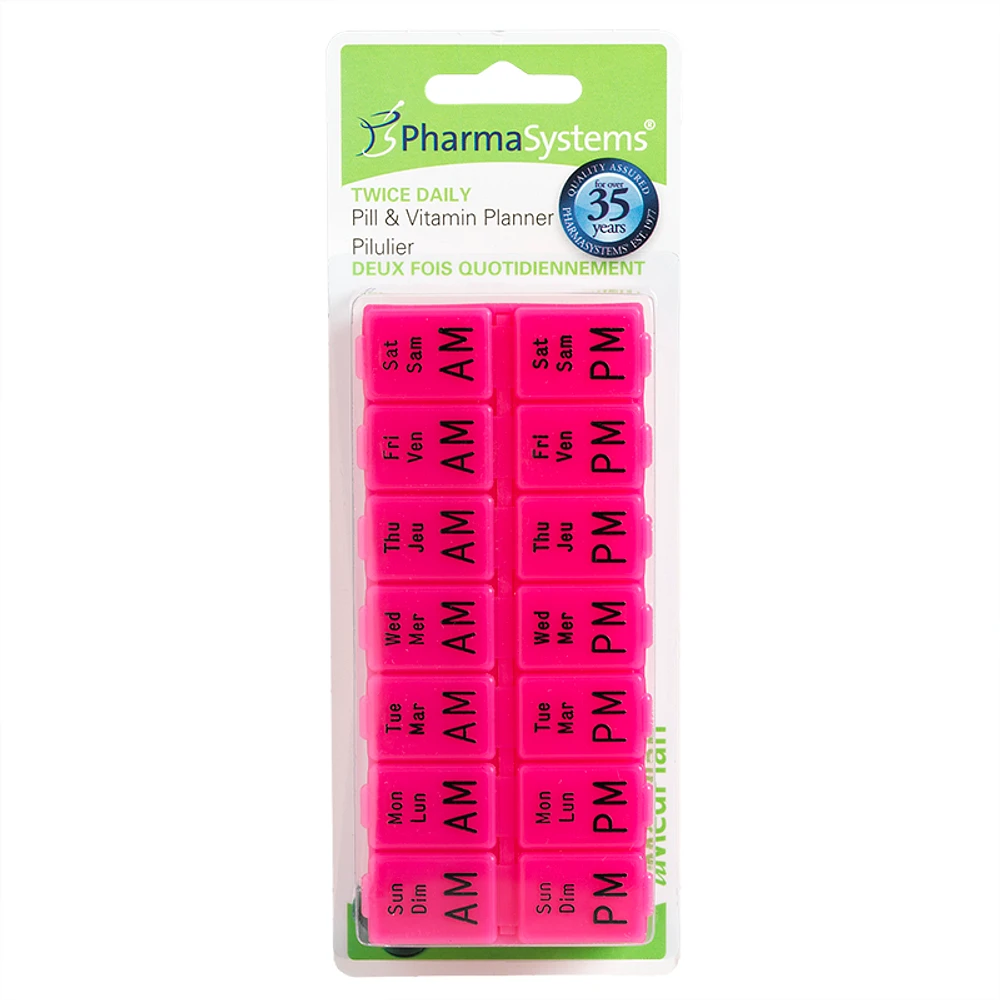 PharmaSystems®
TWICE DAILY
Pill & Vitamin Planner
Pilulier
DEUX FOIS QUOTIDIENNEMENT
QUALITY ASSURED
for over
35
years
PHARMASYSTEMS® EST. 1977
Sat
Sam
AM
Sat
Sam
PM
Fri
Ven
AM
Fri
Ven
PM
Thu
Jeu
AM
Thu
Jeu
PM
Wed
Mer
AM
Wed
Mer
PM
Tue
Mar
AM
Tue
Mar
PM
Mon
Lun
AM
Mon
Lun
PM
Sun
Dim
AM
Sun
Dim
PM